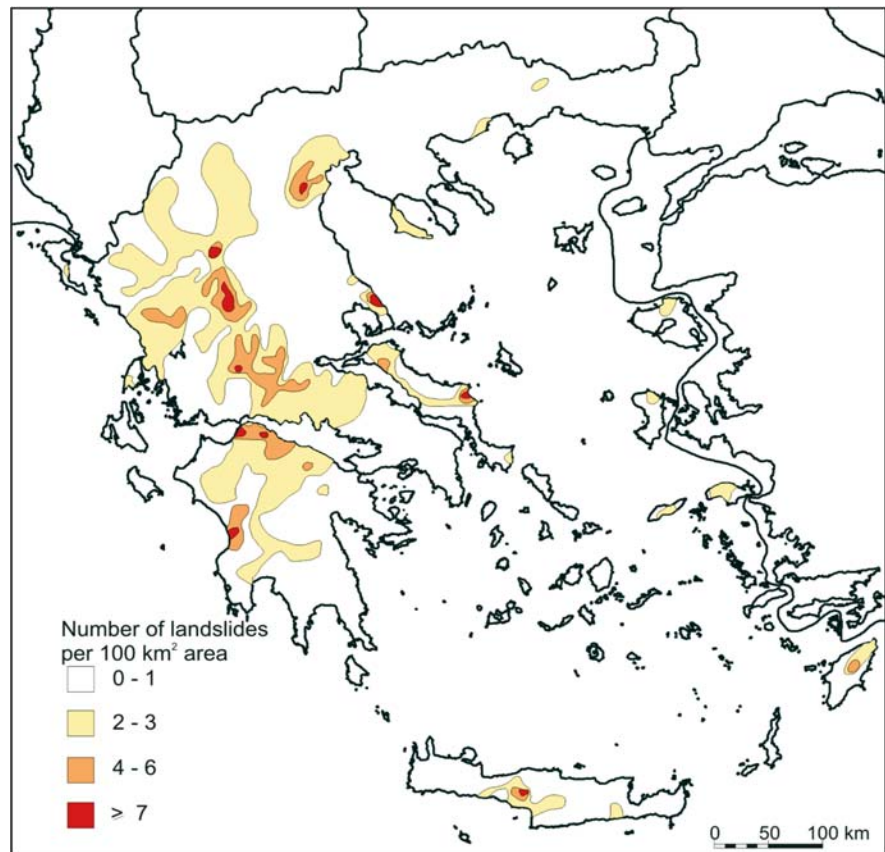 Number of landslides
per 100 km² area
0 - 1
2 - 3
4 - 6
≥ 7
0 50 100 km